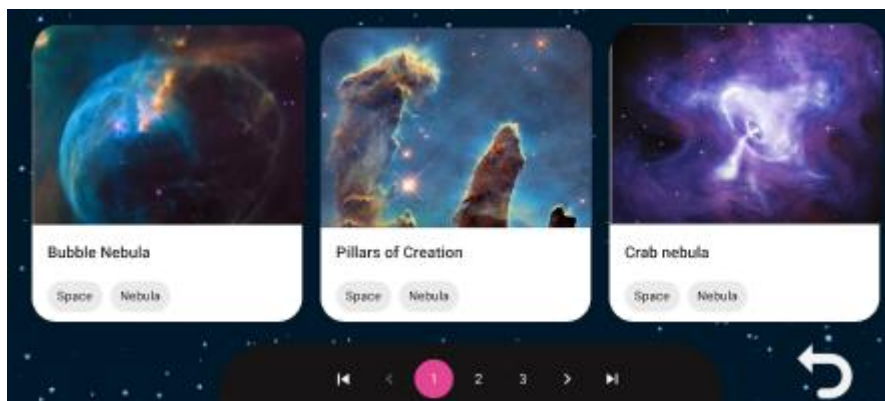 Bubble Nebula
Space Nebula
Pillars of Creation
Space Nebula
Crab nebula
Space Nebula
1 2 3